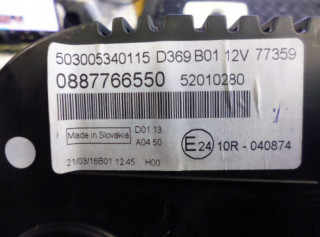 503005340115 D369 B01 12V 77359
0887766550 52010280
Made in Slovakia D01 13
A04 50
E 24 10R - 040874
21/03/16B01 12:45 H00